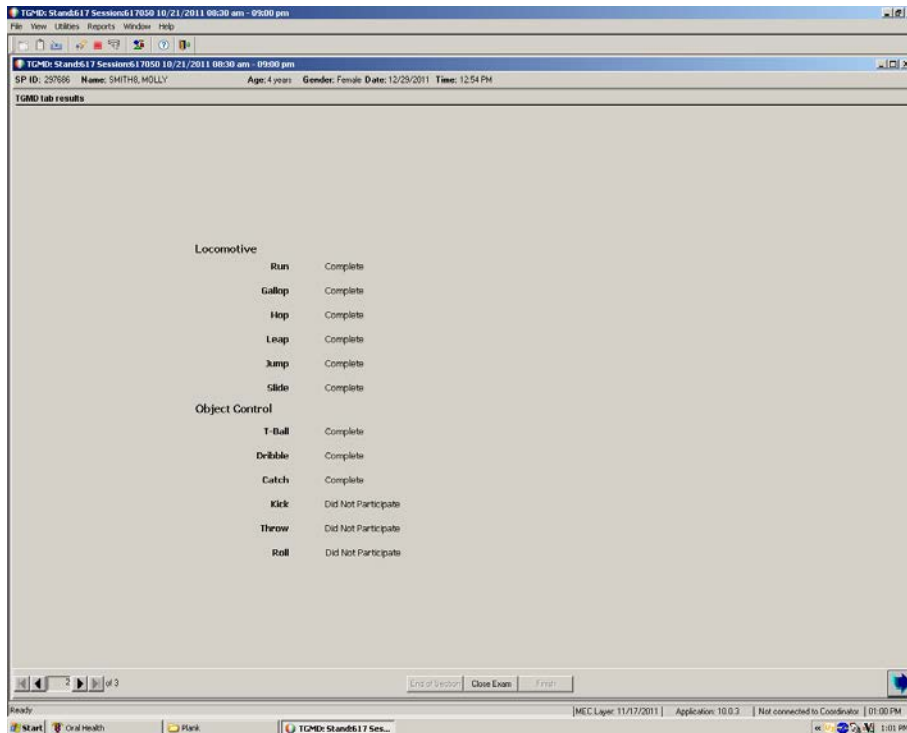 TGMD: Stand:617 Session:617050 10/21/2011 08:30 am - 09:00 pm
File View Utilities Reports Window Help
TGMD: Stand:617 Session:617050 10/21/2011 08:30 am - 09:00 pm
SP ID: 297686 Name: SMITH8, MOLLY Age: 4 years Gender: Female Date: 12/29/2011 Time: 12:54 PM
TGMD tab results
Locomotive
Run Complete
Gallop Complete
Hop Complete
Leap Complete
Jump Complete
Slide Complete
Object Control
T-Ball Complete
Dribble Complete
Catch Complete
Kick Did Not Participate
Throw Did Not Participate
Roll Did Not Participate
2 of 3 End of Section Close Exam Finish
Ready MEC Layer: 11/17/2011 Application: 10.0.3 Not connected to Coordinator 01:00 PM
Start Oral Health Plank TGMD: Stand:617 Ses... 1:01 PM